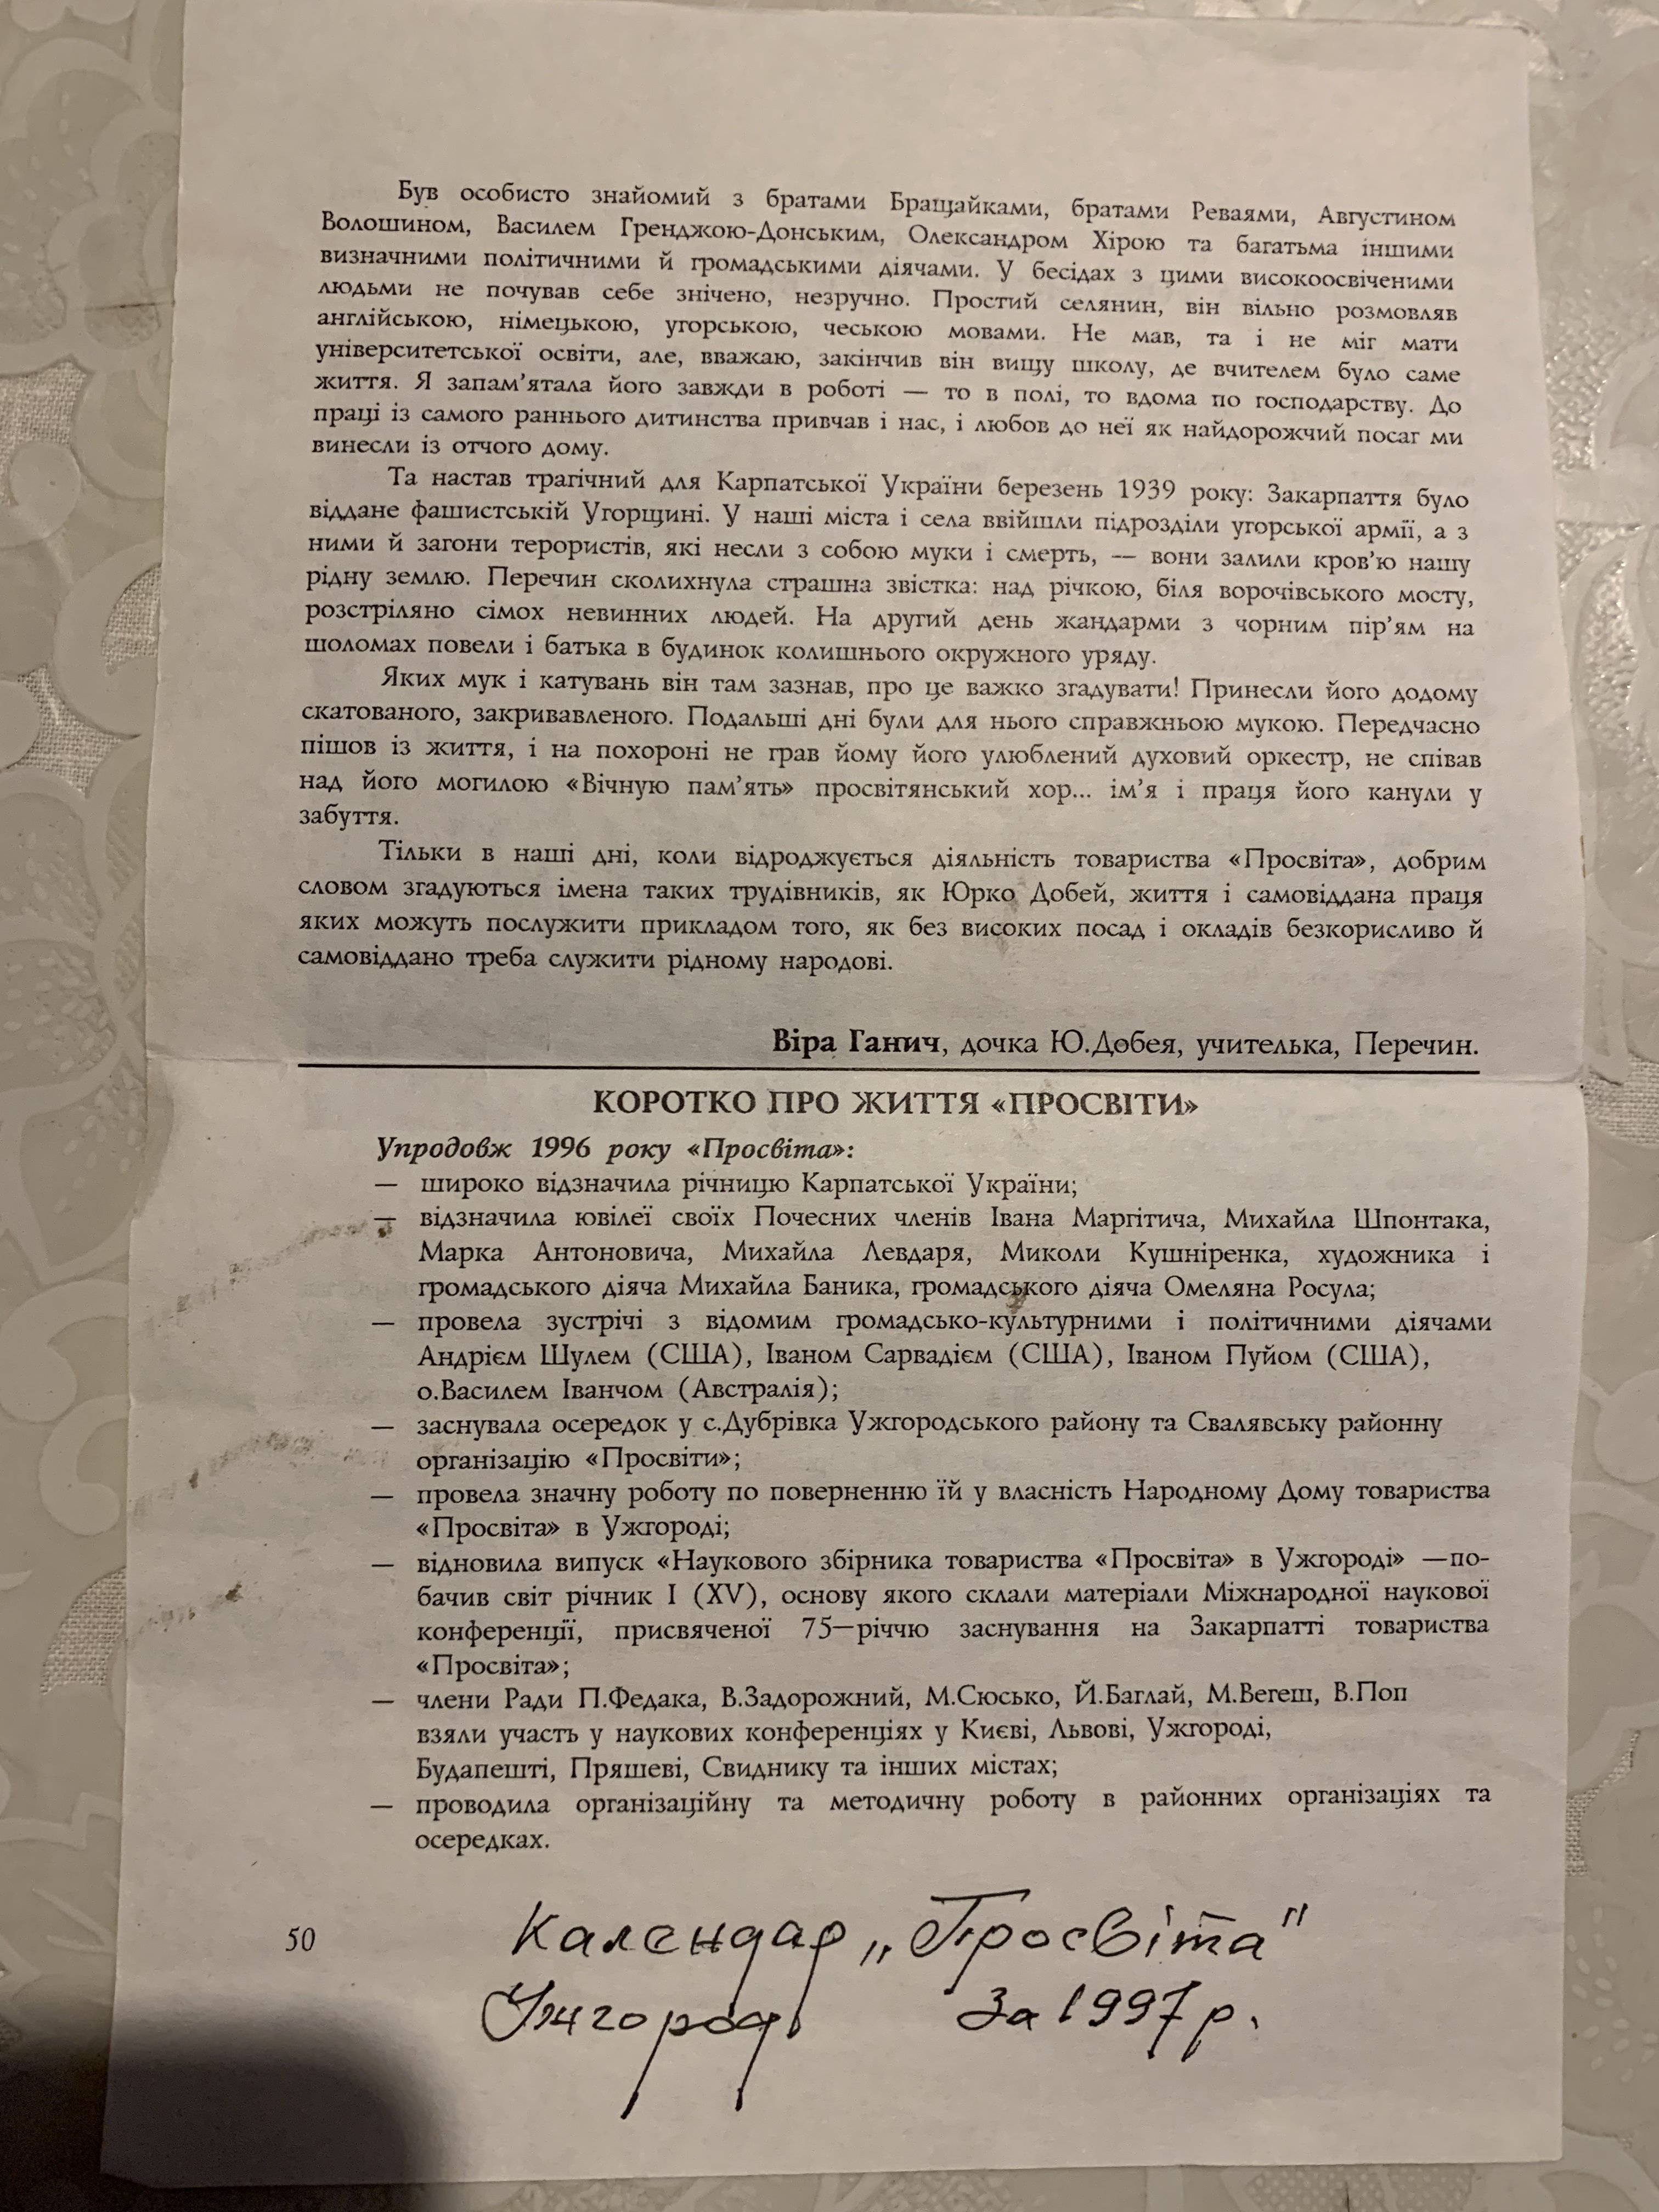 Був особисто знайомий з братами Бращайками, братами Реваями, Августином
Волошином, Василем Гренджою-Донським, Олександром Хірою та багатьма іншими
визначними політичними й громадськими діячами. У бесідах з цими високоосвіченими
людьми не почував себе знічено, незручно. Простий селянин, він вільно розмовляв
англійською, німецькою, угорською, чеською мовами. Не мав, та і не міг мати
університетської освіти, але, вважаю, закінчив він вищу школу, де вчителем було саме
життя. Я запам’ятала його завжди в роботі — то в полі, то вдома по господарству. До
праці із самого раннього дитинства привчав і нас, і любов до неї як найдорожчий посаг ми
винесли із отчого дому.
Та настав трагічний для Карпатської України березень 1939 року: Закарпаття було
віддане фашистській Угорщині. У наші міста і села ввійшли підрозділи угорської армії, а з
ними й загони терористів, які несли з собою муки і смерть, — вони залили кров’ю нашу
рідну землю. Перечин сколихнула страшна звістка: над річкою, біля ворочівського мосту,
розстріляно сімох невинних людей. На другий день жандарми з чорним пір’ям на
шоломах повели і батька в будинок колишнього окружного уряду.
Яких мук і катувань він там зазнав, про це важко згадувати! Принесли його додому
скатованого, закривавленого. Подальші дні були для нього справжньою мукою. Передчасно
пішов із життя, і на похороні не грав йому його улюблений духовий оркестр, не співав
над його могилою «Вічную пам’ять» просвітянський хор... ім’я і праця його канули у
забуття.
Тільки в наші дні, коли відроджується діяльність товариства «Просвіта», добрим
словом згадуються імена таких трудівників, як Юрко Добей, життя і самовіддана праця
яких можуть послужити прикладом того, як без високих посад і окладів безкорисливо й
самовіддано треба служити рідному народові.
Віра Ганич, дочка Ю.Добея, учителька, Перечин.
КОРОТКО ПРО ЖИТТЯ «ПРОСВІТИ»
Упродовж 1996 року «Просвіта»:
— широко відзначила річницю Карпатської України;
— відзначила ювілеї своїх Почесних членів Івана Маргітича, Михайла Шпонтака,
Марка Антоновича, Михайла Левдаря, Миколи Кушніренка, художника і
громадського діяча Михайла Баника, громадського діяча Омеляна Росула;
— провела зустрічі з відомим громадсько-культурними і політичними діячами
Андрієм Шулем (США), Іваном Сарвадієм (США), Іваном Пуйом (США),
о.Василем Іванчом (Австралія);
— заснувала осередок у с.Дубрівка Ужгородського району та Свалявську районну
організацію «Просвіти»;
— провела значну роботу по поверненню їй у власність Народному Дому товариства
«Просвіта» в Ужгороді;
— відновила випуск «Наукового збірника товариства «Просвіта» в Ужгороді» —по-
бачив світ річник I (XV), основу якого склали матеріали Міжнародної наукової
конференції, присвяченої 75—річчю заснування на Закарпатті товариства
«Просвіта»;
— члени Ради П.Федака, В.Задорожний, М.Сюсько, Й.Баглай, М.Вегеш, В.Поп
взяли участь у наукових конференціях у Києві, Львові, Ужгороді,
Будапешті, Пряшеві, Свиднику та інших містах;
— проводила організаційну та методичну роботу в районних організаціях та
осередках.
50
Календар „Просвіта"
Ужгород За 1997 р.